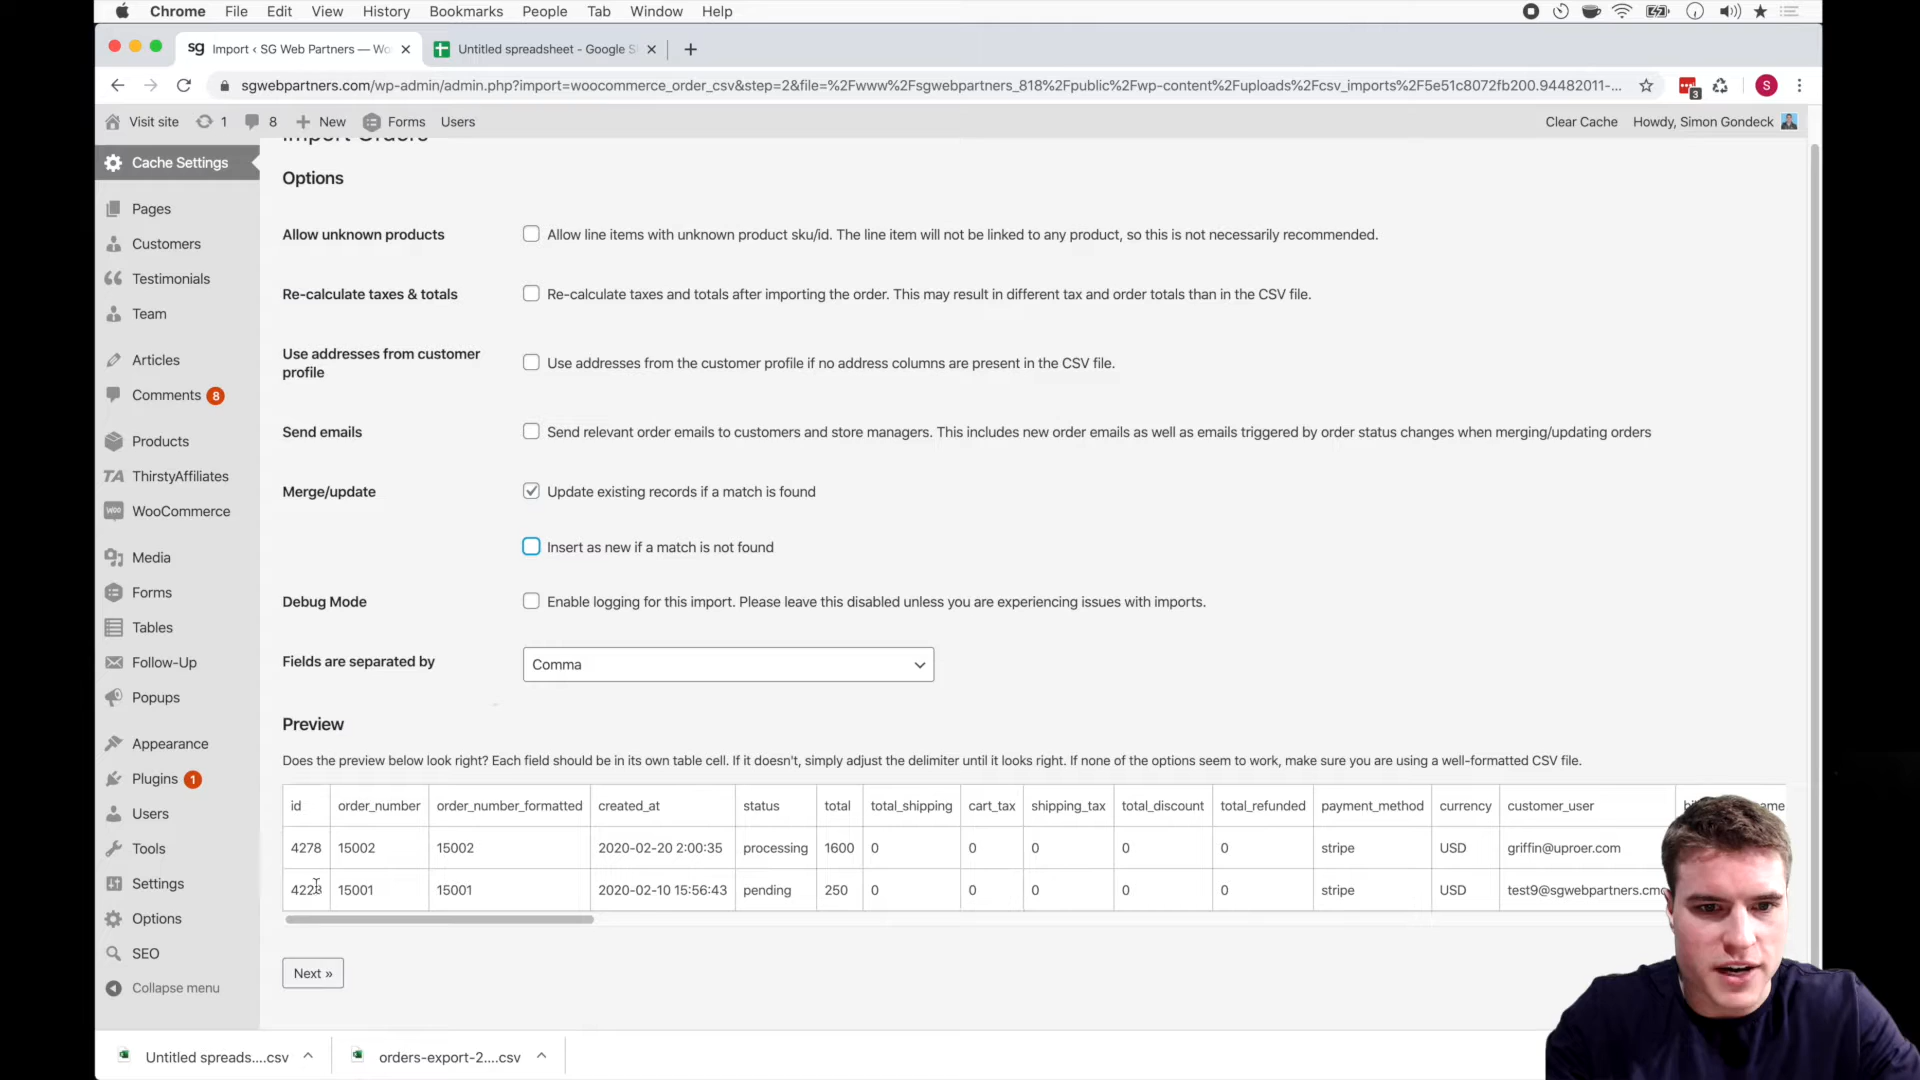 Chrome File Edit View History Bookmarks People Tab Window Help
sg Import ‹ SG Web Partners — Wo
Untitled spreadsheet - Google S
sgwebpartners.com/wp-admin/admin.php?import=woocommerce_order_csv&step=2&file=%2Fwww%2Fsgwebpartners_818%2Fpublic%2Fwp-content%2Fuploads%2Fcsv_imports%2F5e51c8072fb200.94482011-...
3
S
Visit site 1 8 New Forms Users Clear Cache Howdy, Simon Gondeck
Import Orders
Cache Settings
Pages
Customers
Testimonials
Team
Articles
Comments 8
Products
TA ThirstyAffiliates
Woo WooCommerce
Media
Forms
Tables
Follow-Up
Popups
Appearance
Plugins 1
Users
Tools
Settings
Options
SEO
Collapse menu
Options
Allow unknown products Allow line items with unknown product sku/id. The line item will not be linked to any product, so this is not necessarily recommended.
Re-calculate taxes & totals Re-calculate taxes and totals after importing the order. This may result in different tax and order totals than in the CSV file.
Use addresses from customer
profile
Use addresses from the customer profile if no address columns are present in the CSV file.
Send emails Send relevant order emails to customers and store managers. This includes new order emails as well as emails triggered by order status changes when merging/updating orders
Merge/update Update existing records if a match is found
Insert as new if a match is not found
Debug Mode Enable logging for this import. Please leave this disabled unless you are experiencing issues with imports.
Fields are separated by Comma
Preview
Does the preview below look right? Each field should be in its own table cell. If it doesn't, simply adjust the delimiter until it looks right. If none of the options seem to work, make sure you are using a well-formatted CSV file.
id order_number order_number_formatted created_at status total total_shipping cart_tax shipping_tax total_discount total_refunded payment_method currency customer_user
4278 15002 15002 2020-02-20 2:00:35 processing 1600 0 0 0 0 0 stripe USD griffin@uproer.com
4223 15001 15001 2020-02-10 15:56:43 pending 250 0 0 0 0 0 stripe USD
Next »
Untitled spreads....csv
orders-export-2....csv